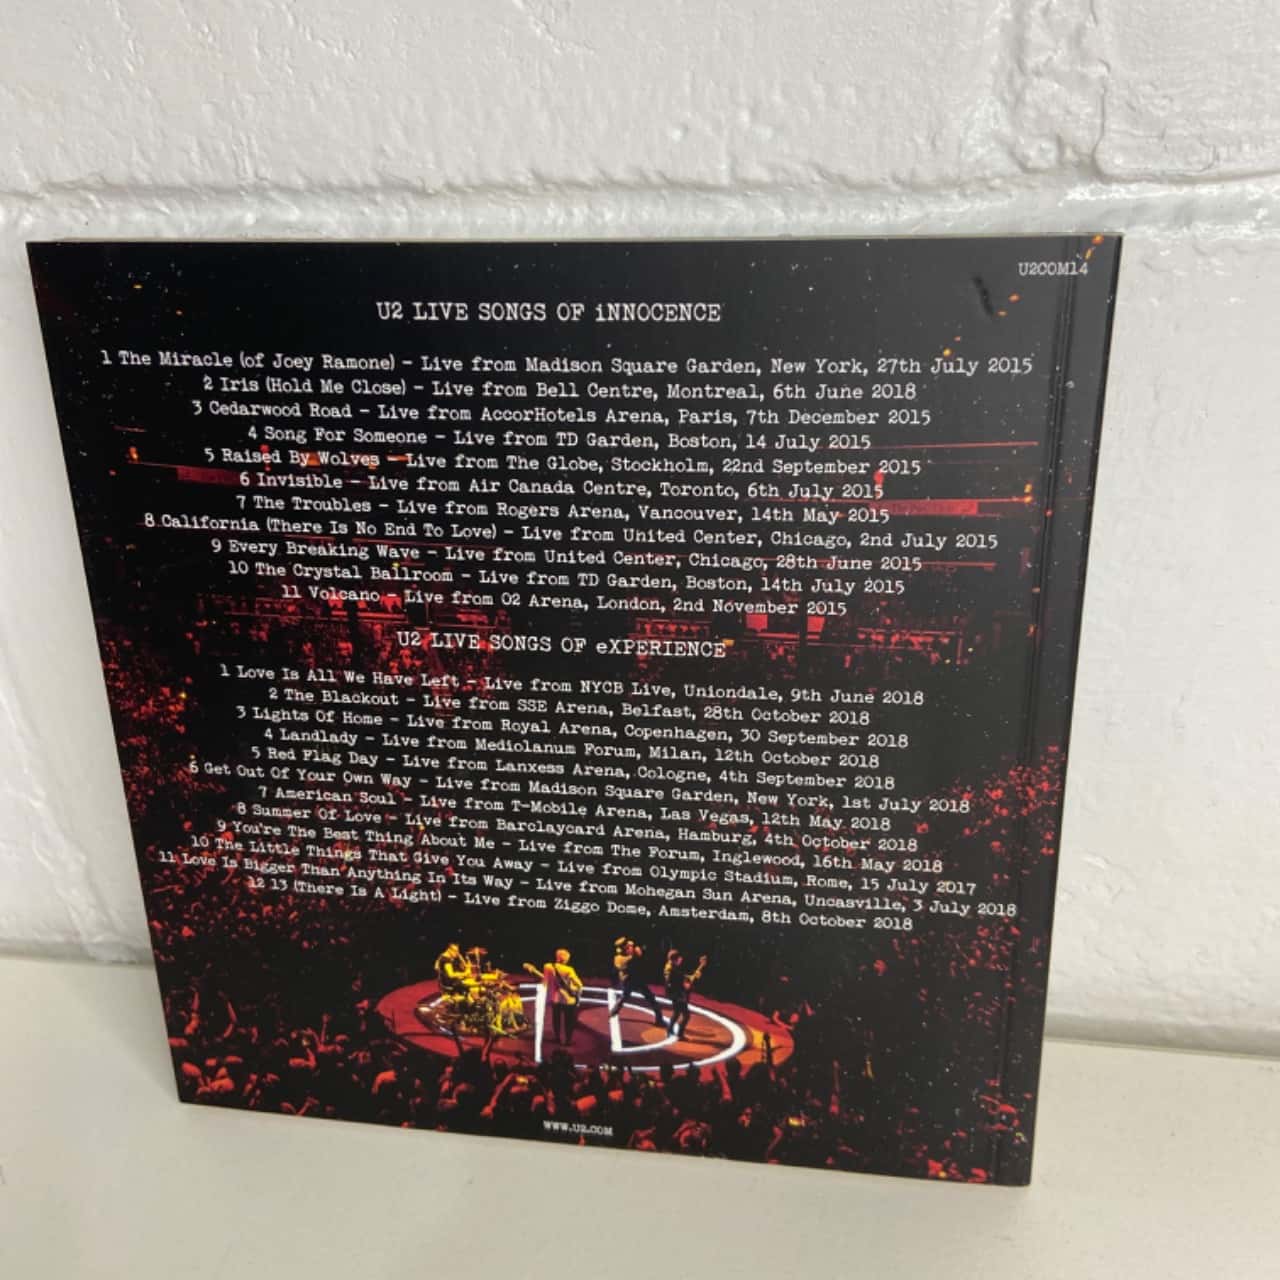 U2COM14
U2 LIVE SONGS OF iNNOCENCE
1 The Miracle (of Joey Ramone) – Live from Madison Square Garden, New York, 27th July 2015
2 Iris (Hold Me Close) – Live from Bell Centre, Montreal, 6th June 2018
3 Cedarwood Road – Live from AccorHotels Arena, Paris, 7th December 2015
4 Song For Someone – Live from TD Garden, Boston, 14 July 2015
5 Raised By Wolves – Live from The Globe, Stockholm, 22nd September 2015
6 Invisible – Live from Air Canada Centre, Toronto, 6th July 2015
7 The Troubles – Live from Rogers Arena, Vancouver, 14th May 2015
8 California (There Is No End To Love) – Live from United Center, Chicago, 2nd July 2015
9 Every Breaking Wave – Live from United Center, Chicago, 28th June 2015
10 The Crystal Ballroom – Live from TD Garden, Boston, 14th July 2015
11 Volcano – Live from O2 Arena, London, 2nd November 2015
U2 LIVE SONGS OF eXPERIENCE
1 Love Is All We Have Left – Live from NYCB Live, Uniondale, 9th June 2018
2 The Blackout – Live from SSE Arena, Belfast, 28th October 2018
3 Lights Of Home – Live from Royal Arena, Copenhagen, 30 September 2018
4 Landlady – Live from Mediolanum Forum, Milan, 12th October 2018
5 Red Flag Day – Live from Lanxess Arena, Cologne, 4th September 2018
6 Get Out Of Your Own Way – Live from Madison Square Garden, New York, 1st July 2018
7 American Soul – Live from T-Mobile Arena, Las Vegas, 12th May 2018
8 Summer Of Love – Live from Barclaycard Arena, Hamburg, 4th October 2018
9 You're The Best Thing About Me – Live from The Forum, Inglewood, 16th May 2018
10 The Little Things That Give You Away – Live from Olympic Stadium, Rome, 15 July 2017
11 Love Is Bigger Than Anything In Its Way – Live from Mohegan Sun Arena, Uncasville, 3 July 2018
12 13 (There Is A Light) – Live from Ziggo Dome, Amsterdam, 8th October 2018
WWW.U2.COM